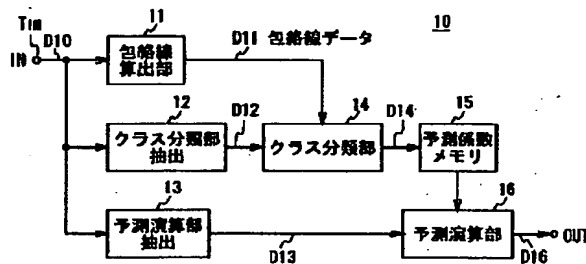 10
TIN
IN
D10
11
包絡線
算出部
D11 包絡線データ
12
クラス分類部
抽出
D12
14
クラス分類部
D14
15
予測係数
メモリ
13
予測演算部
抽出
D13
16
予測演算部
D16
OUT